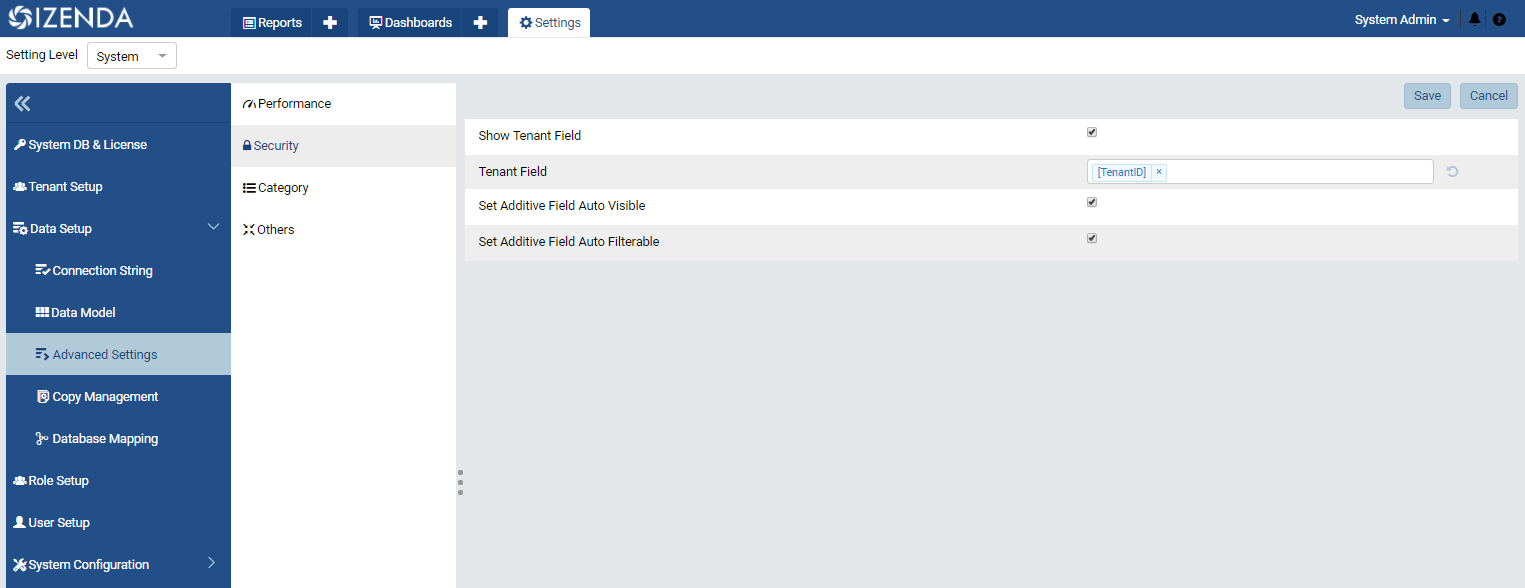 IZENDA
Reports
Dashboards
Settings
System Admin
Setting Level
System
Save
Cancel
System DB & License
Tenant Setup
Data Setup
Connection String
Data Model
Advanced Settings
Copy Management
Database Mapping
Role Setup
User Setup
System Configuration
Performance
Security
Category
Others
Show Tenant Field
Tenant Field
[TenantID] ×
Set Additive Field Auto Visible
Set Additive Field Auto Filterable